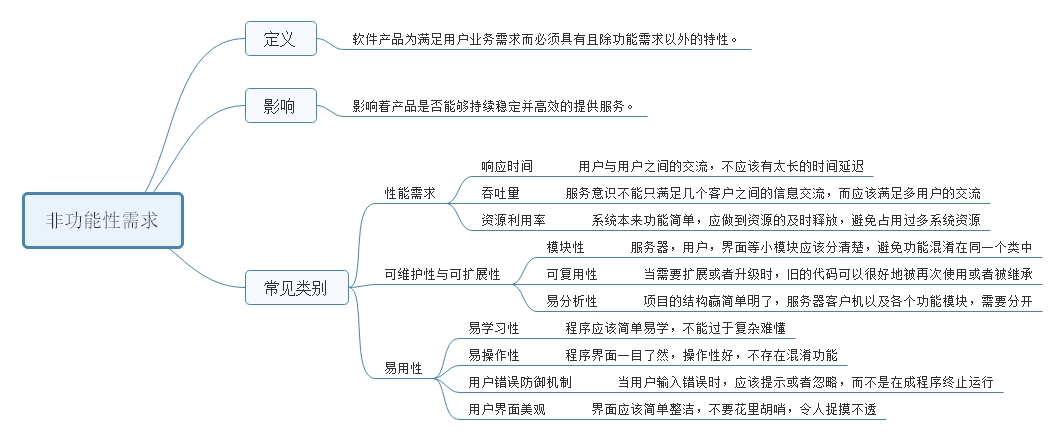 定义
软件产品为满足用户业务需求而必须具有且除功能需求以外的特性。
影响
影响着产品是否能够持续稳定并高效的提供服务。
非功能性需求
常见类别
性能需求
响应时间 用户与用户之间的交流，不应该有太长的时间延迟
吞吐量 服务意识不能只满足几个客户之间的信息交流，而应该满足多用户的交流
资源利用率 系统本来功能简单，应做到资源的及时释放，避免占用过多系统资源
可维护性与可扩展性
模块性 服务器，用户，界面等小模块应该分清楚，避免功能混淆在同一个类中
可复用性 当需要扩展或者升级时，旧的代码可以很好地被再次使用或者被继承
易分析性 项目的结构赢简单明了，服务器客户机以及各个功能模块，需要分开
易用性
易学习性 程序应该简单易学，不能过于复杂难懂
易操作性 程序界面一目了然，操作性好，不存在混淆功能
用户错误防御机制 当用户输入错误时，应该提示或者忽略，而不是在成程序终止运行
用户界面美观 界面应该简单整洁，不要花里胡哨，令人捉摸不透